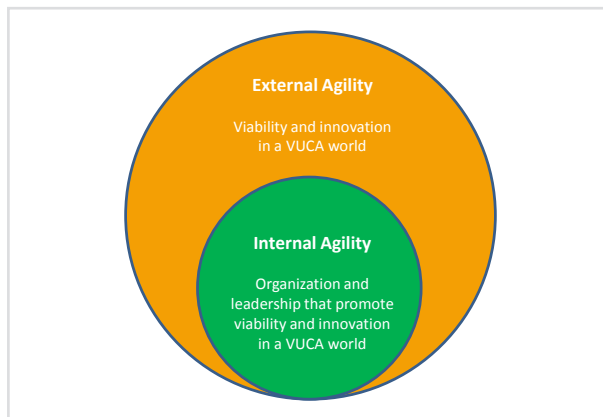 External Agility
Viability and innovation
in a VUCA world
Internal Agility
Organization and
leadership that promote
viability and innovation
in a VUCA world